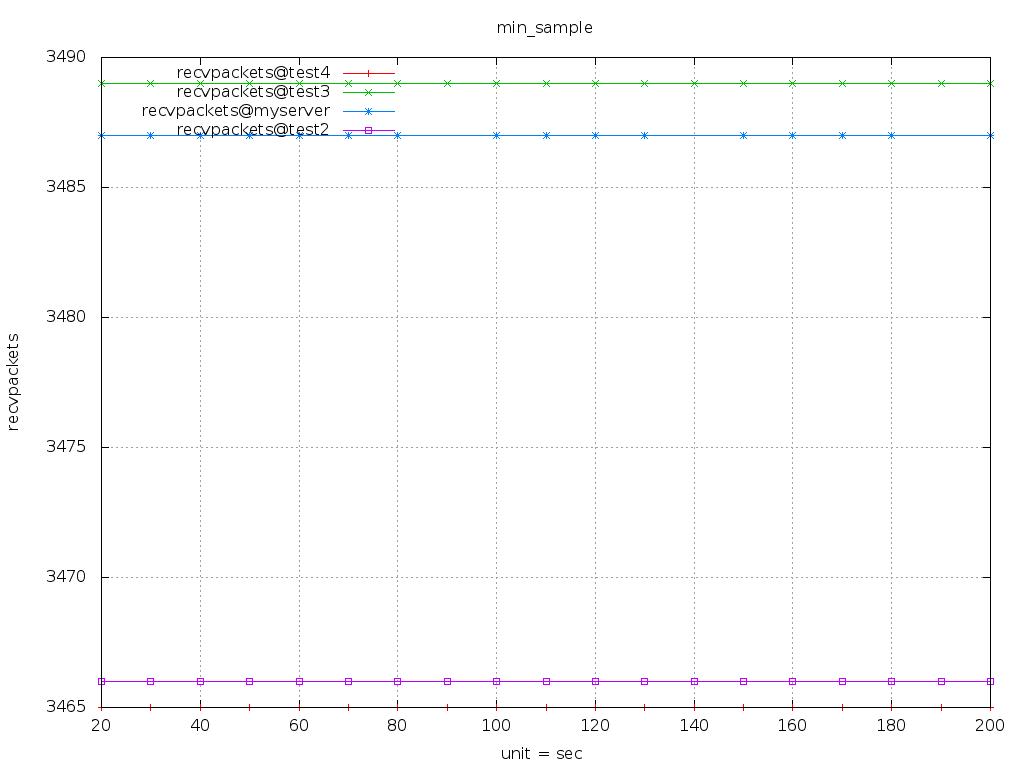 min_sample
3490
recvpackets@test4
recvpackets@test3
recvpackets@myserver
recvpackets@test2
3485
3480
3475
3470
3465
recvpackets
20 40 60 80 100 120 140 160 180 200
unit = sec